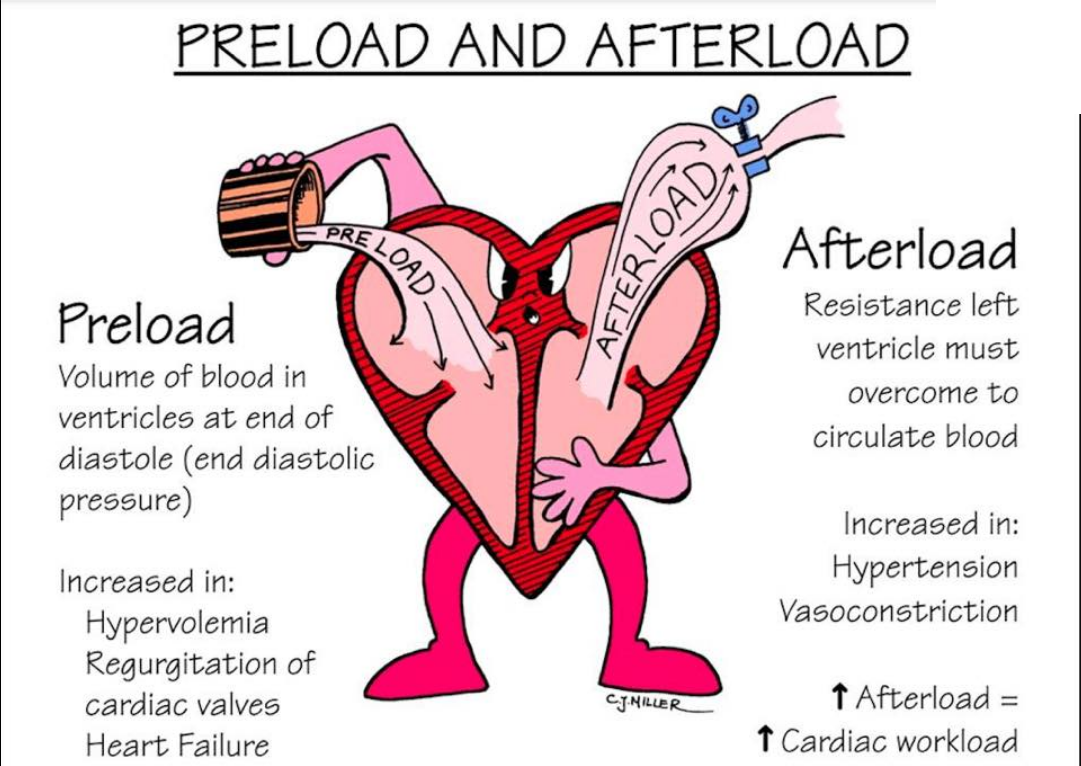 PRELOAD AND AFTERLOAD
PRELOAD
AFTERLOAD
Preload
Volume of blood in
ventricles at end of
diastole (end diastolic
pressure)
Increased in:
Hypervolemia
Regurgitation of
cardiac valves
Heart Failure
Afterload
Resistance left
ventricle must
overcome to
circulate blood
Increased in:
Hypertension
Vasoconstriction
↑ Afterload =
↑ Cardiac workload
C.J. MILLER